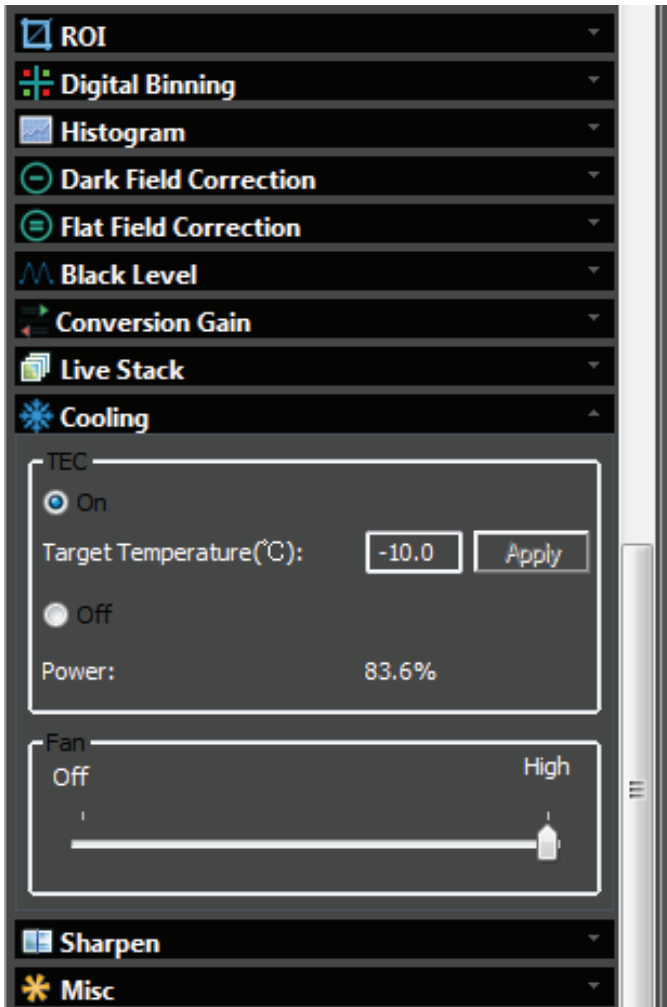 ROI
Digital Binning
Histogram
Dark Field Correction
Flat Field Correction
Black Level
Conversion Gain
Live Stack
Cooling
TEC
On
Target Temperature(℃): -10.0 Apply
Off
Power: 83.6%
Fan
Off High
Sharpen
Misc